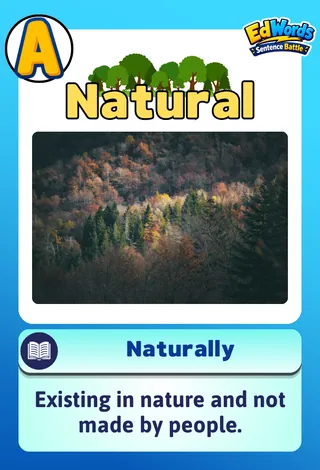 A
EdWords
Sentence Battle
Natural
Naturally
Existing in nature and not
made by people.